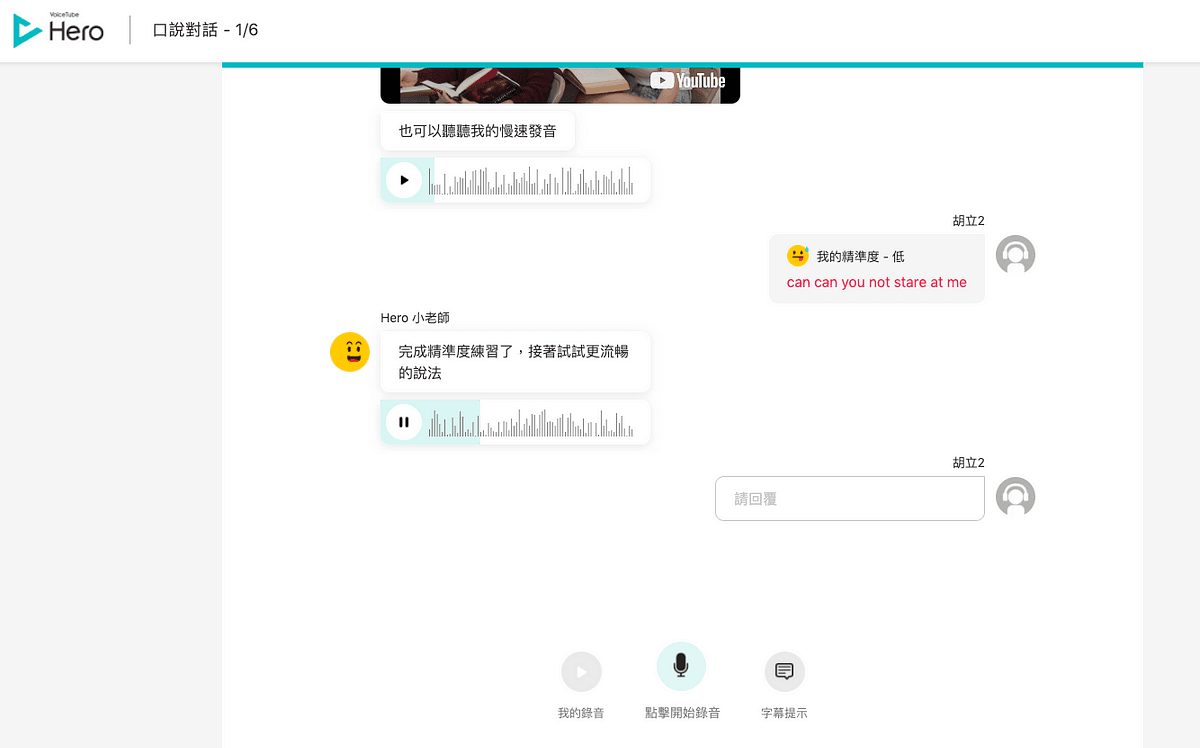 VoiceTube
Hero
口說對話 - 1/6
YouTube
也可以聽聽我的慢速發音
胡立2
我的精準度 - 低
can can you not stare at me
Hero 小老師
完成精準度練習了，接著試試更流暢
的說法
胡立2
請回覆
我的錄音
點擊開始錄音
字幕提示